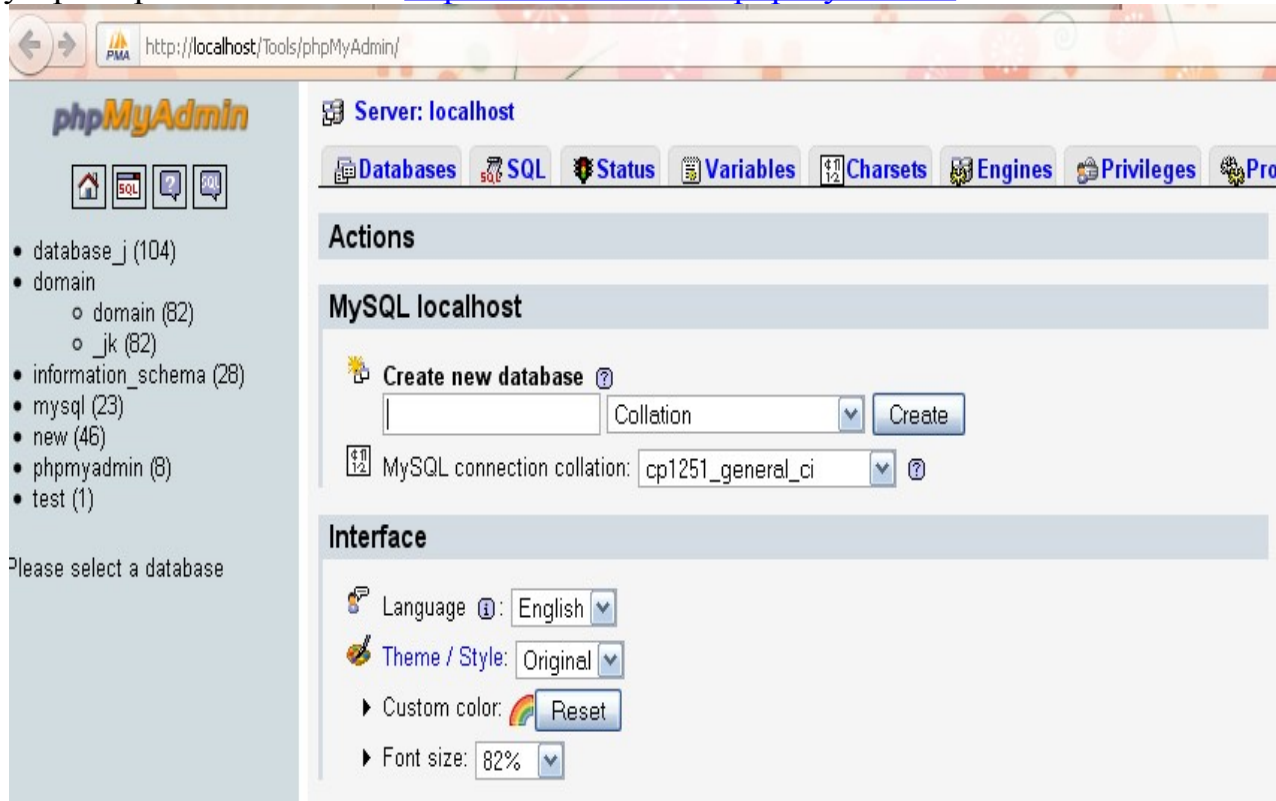 http://localhost/Tools/phpMyAdmin/
phpMyAdmin
SQL
SQL
database_j (104)
domain
domain (82)
_jk (82)
information_schema (28)
mysql (23)
new (46)
phpmyadmin (8)
test (1)
Please select a database
Server: localhost
Databases SQL Status Variables Charsets Engines Privileges Pro
Actions
MySQL localhost
Create new database
Collation Create
MySQL connection collation: cp1251_general_ci
Interface
Language : English
Theme / Style: Original
Custom color: Reset
Font size: 82%